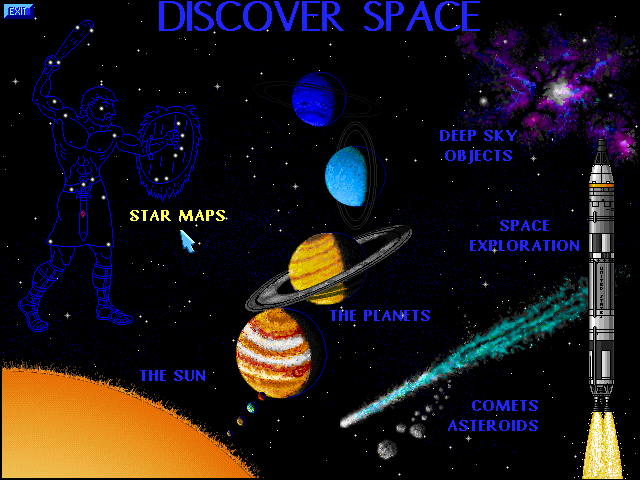 EXIT
DISCOVER SPACE
DEEP SKY
OBJECTS
STAR MAPS
SPACE
EXPLORATION
THE PLANETS
THE SUN
COMETS
ASTEROIDS